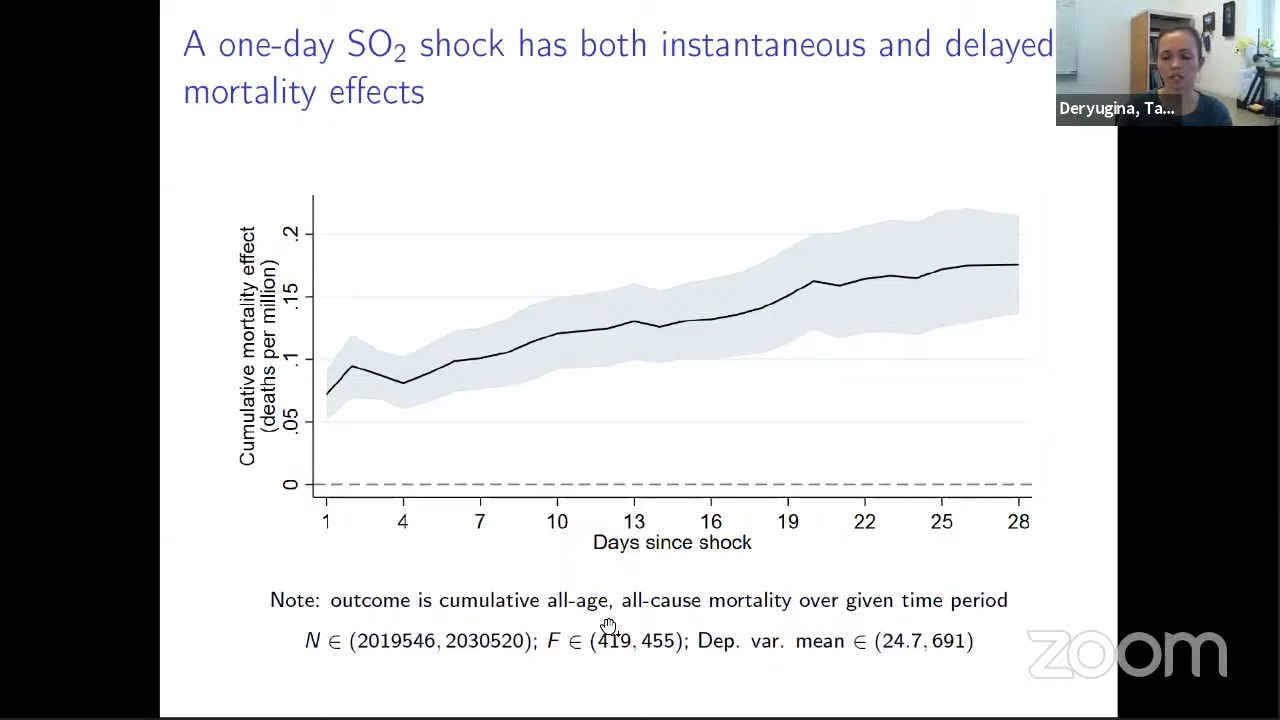 A one-day SO₂ shock has both instantaneous and delayed
mortality effects
Deryugina, Ta...
Cumulative mortality effect
(deaths per million)
.2
.15
.1
.05
0
1 4 7 10 13 16 19 22 25 28
Days since shock
Note: outcome is cumulative all-age, all-cause mortality over given time period
N ∈ (2019546, 2030520); F ∈ (419, 455); Dep. var. mean ∈ (24.7, 691)
zoom